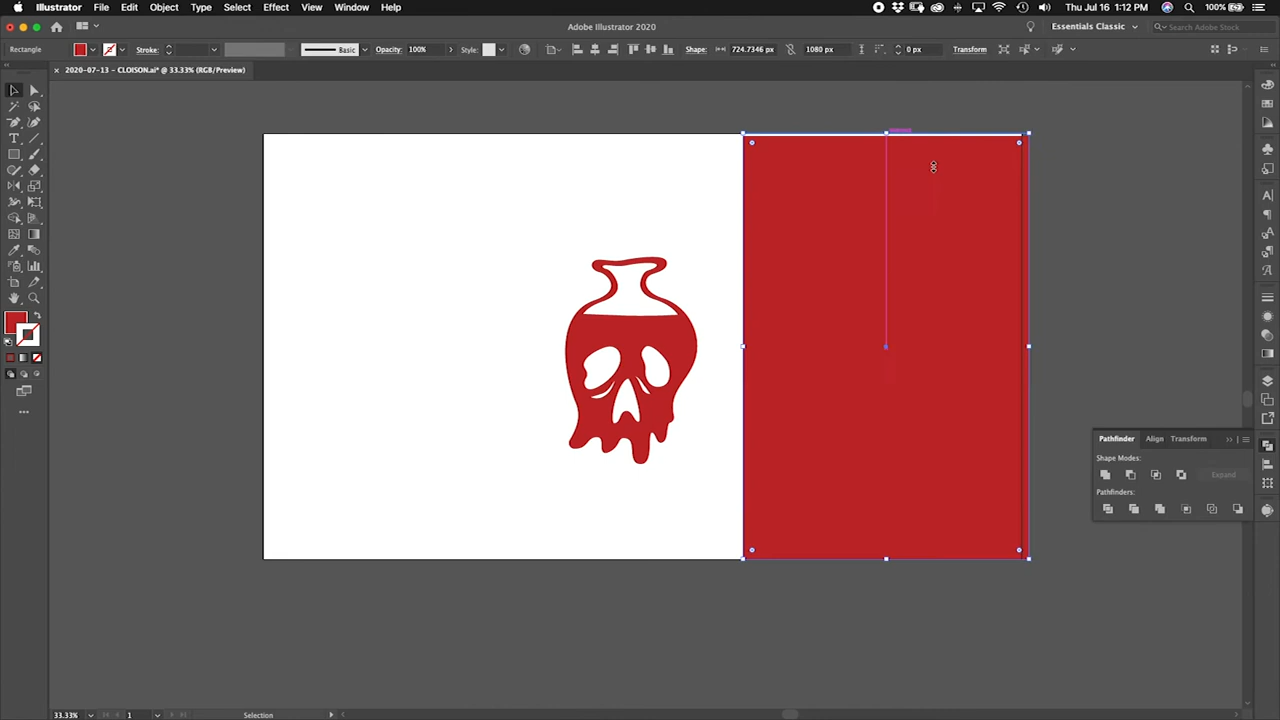 Illustrator File Edit Object Type Select Effect View Window Help
Thu Jul 16 1:12 PM
100%
Adobe Illustrator 2020
Essentials Classic
Search Adobe Stock
Rectangle
Stroke:
Basic
Opacity: 100%
Style:
Shape: 724.7346 px
1080 px
0 px
Transform
× 2020-07-13 - CLOISON.ai* @ 33.33% (RGB/Preview)
Pathfinder Align Transform
Shape Modes:
Expand
Pathfinders:
33.33%
1
Selection